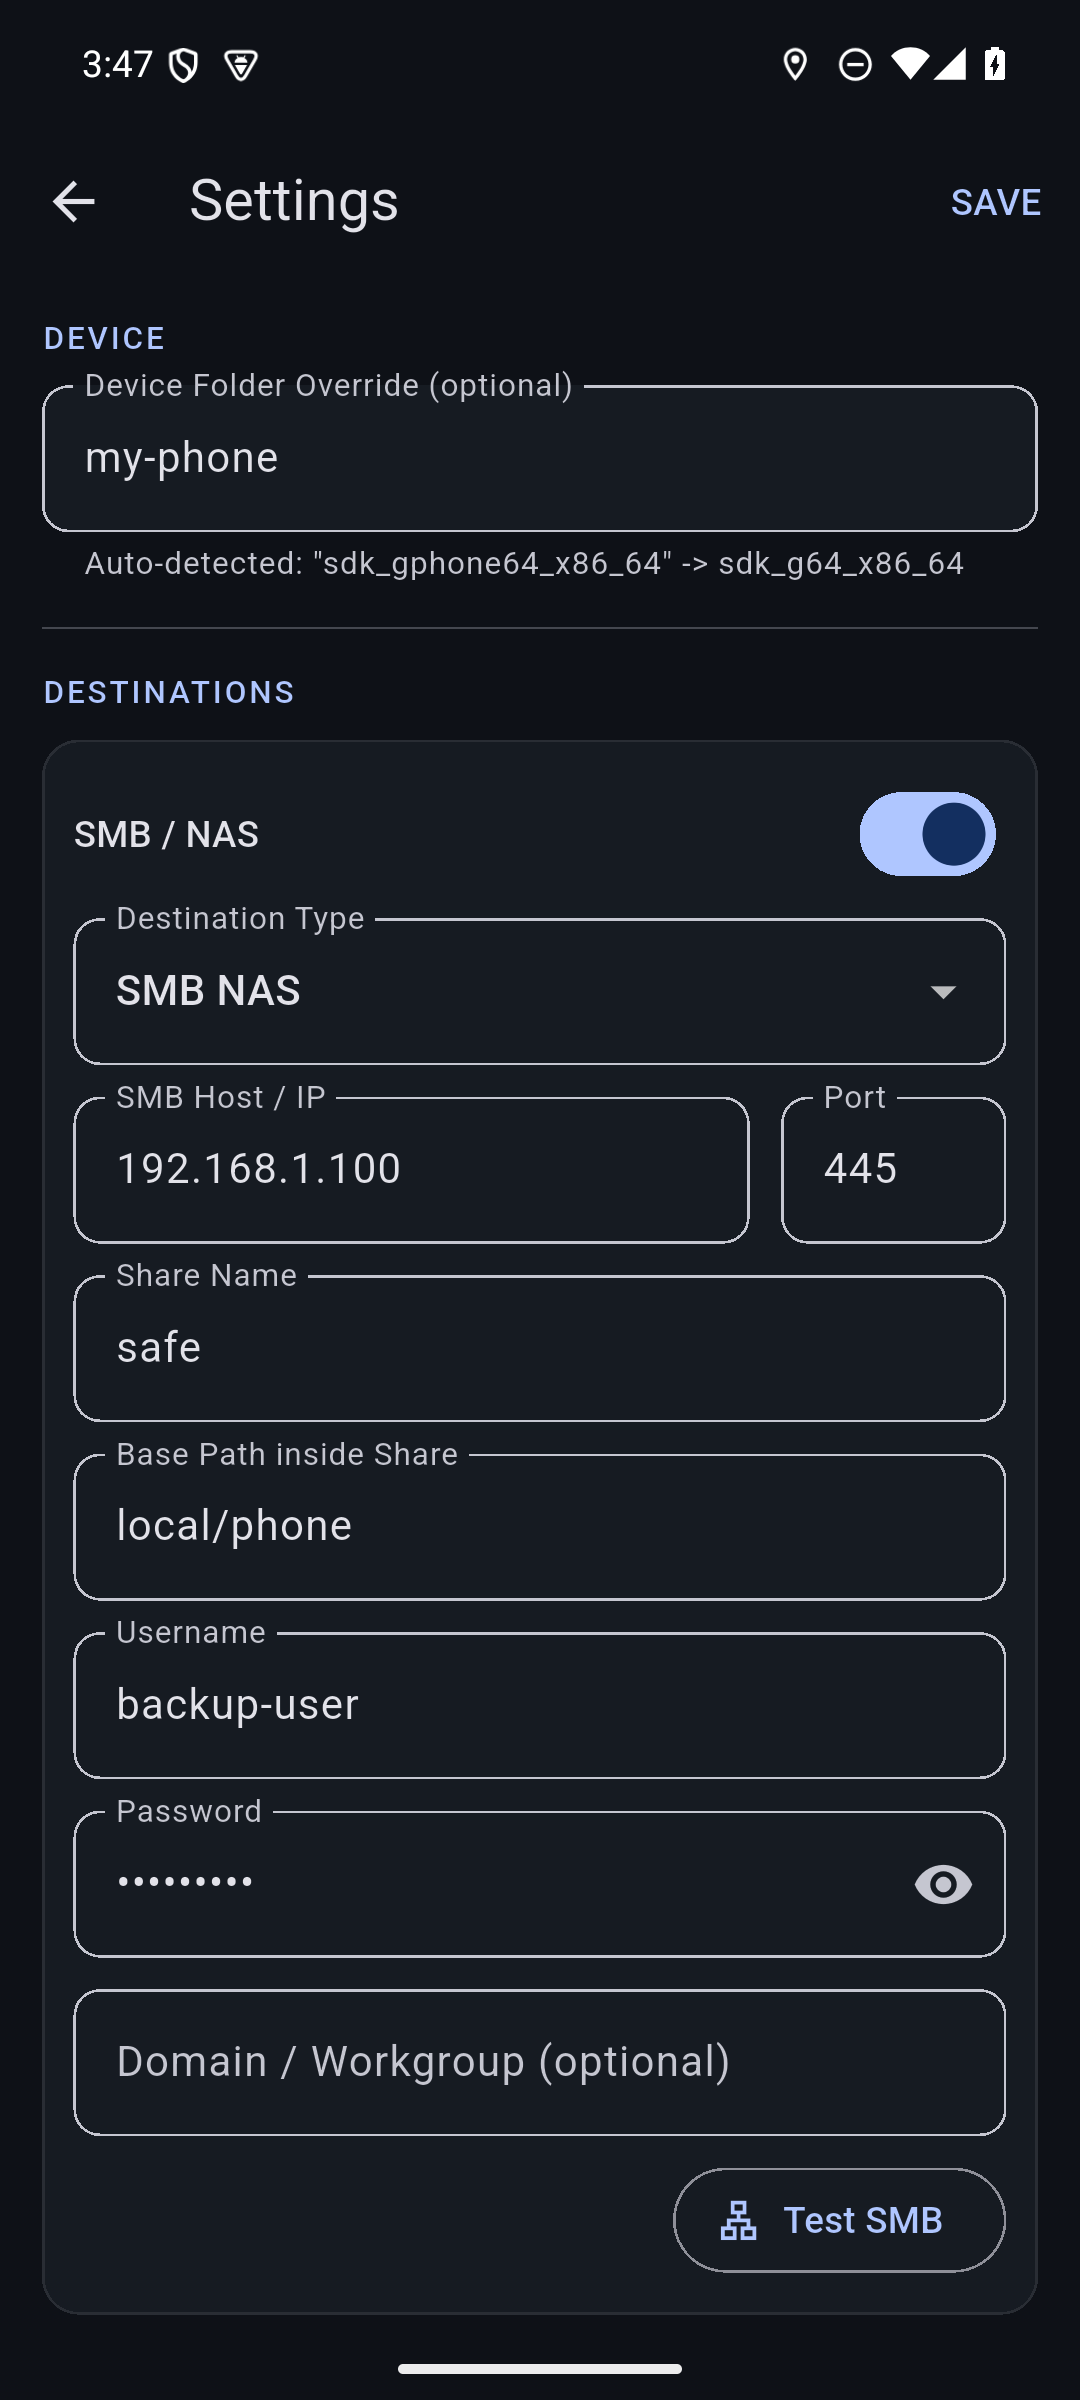 3:47
Settings
SAVE
DEVICE
Device Folder Override (optional)
my-phone
Auto-detected: "sdk_gphone64_x86_64" -> sdk_g64_x86_64
DESTINATIONS
SMB / NAS
Destination Type
SMB NAS
SMB Host / IP
Port
192.168.1.100
445
Share Name
safe
Base Path inside Share
local/phone
Username
backup-user
Password
•••••••••
Domain / Workgroup (optional)
Test SMB